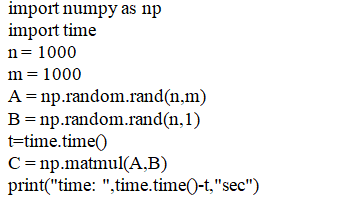 import numpy as np
import time
n= 1000
m = 1000
A = np.random.rand(n,m)
B = np.random.rand(n,1)
t=time.time()
C = np.matmul(A,B)
print("time: ",time.time()-t,"sec")